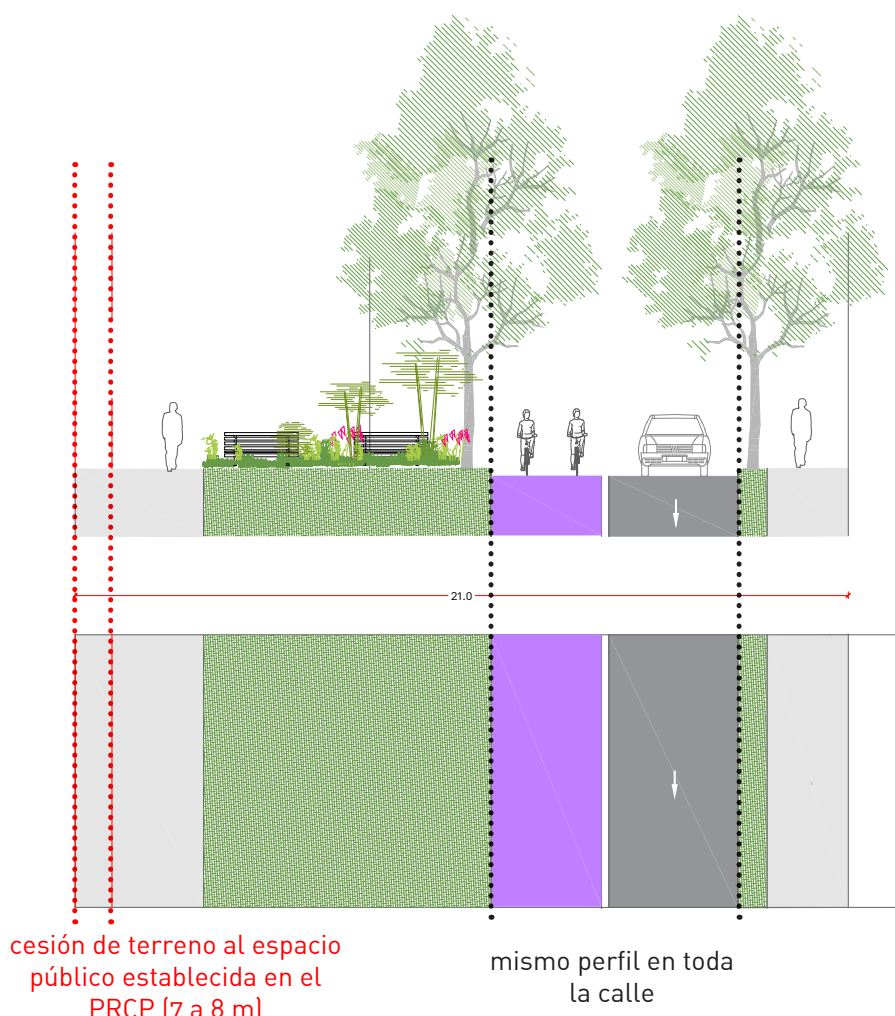 21.0
cesión de terreno al espacio
público establecida en el
PRCP (7 a 8 m)
mismo perfil en toda
la calle